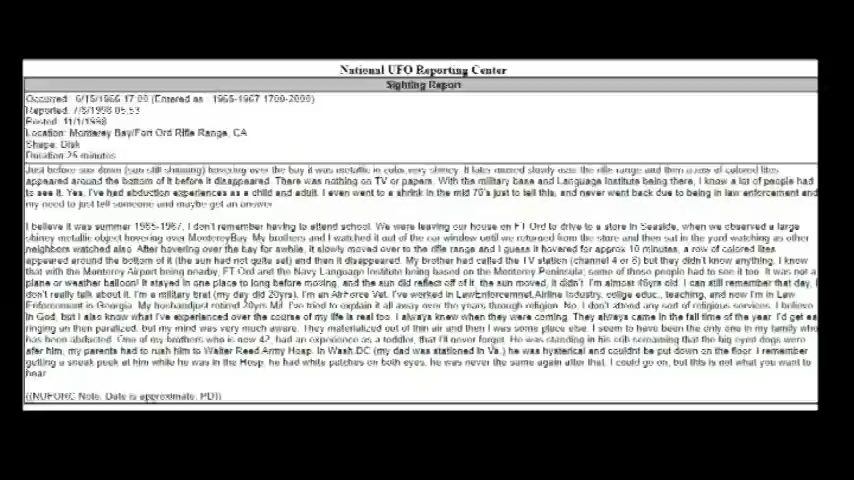 National UFO Reporting Center
Sighting Report
Occurred : 6/15/1966 17:00 (Entered as : 1965-1967 1700-2000)
Reported: 7/8/1998 05:53
Posted: 11/1/1998
Location: Monterey Bay/Fort Ord Rifle Range, CA
Shape: Disk
Duration:25 minutes
Just before sun down (sun still shinning) hovering over the bay it was metallic in color,very shiney. It later moved slowly over the rifle range and then a row of colored lites
appeared around the bottom of it before it disappeared. There was nothing on TV or papers. With the military base and Language Institute being there, I know a lot of people had
to see it. Yes, I've had abduction experiences as a child and adult. I even went to a shrink in the mid 70's just to tell this, and never went back due to being in law enforcement and
my need to just tell someone and maybe get an answer
I believe it was summer 1965-1967, I don't remember having to attend school. We were leaving our house on FT Ord to drive to a store in Seaside, when we observed a large
shiney metallic object hovering over MontereyBay. My brothers and I watched it out of the car window until we returned from the store and then sat in the yard watching as other
neighbors watched also. After hovering over the bay for awhile, it slowly moved over to the rifle range and I guess it hovered for approx 10 minutes, a row of colored lites
appeared around the bottom of it (the sun had not quite set) and then it disappeared. My brother had called the TV station (channel 4 or 6) but they didn't know anything. I know
that with the Monterey Airport being nearby, FT Ord and the Navy Language Institute being based on the Monterey Peninsula; some of those people had to see it too. It was not a
plane or weather balloon! It stayed in one place to long before moving, and the sun did reflect off of it, the sun moved, it didn't. I'm almost 46yrs old. I can still remember that day, I
don't really talk about it. I'm a military brat (my day did 20yrs), I'm an AirForce Vet, I've worked in LawEnforcemnet,Airline Industry, collge educ., teaching, and now I'm in Law
Enforcement in Georgia. My husbandjust retired 20yrs Mil. I've tried to explain it all away over the years through religion. No, I don't attend any sort of religious services. I believe
in God, but I also know what I've experienced over the course of my life is real too. I always knew when they were coming. They always came in the fall time of the year. I'd get ea
ringing an then paralized, but my mind was very much aware. They materialized out of thin air and then I was some place else. I seem to have been the only one in my family who
has been abducted. One of my brothers who is now 42, had an experience as a toddler, that I'll never forget. He was standing in his crib screaming that the big eyed dogs were
afer him, my parents had to rush him to Walter Reed Army Hosp. In Wash.DC (my dad was stationed in Va.) he was hysterical and couldnt be put down on the floor. I remember
getting a sneak peek at him while he was in the Hosp, he had white patches on both eyes, he was never the same again after that. I could go on, but this is not what you want to
hear
((NUFORC Note: Date is approximate. PD))